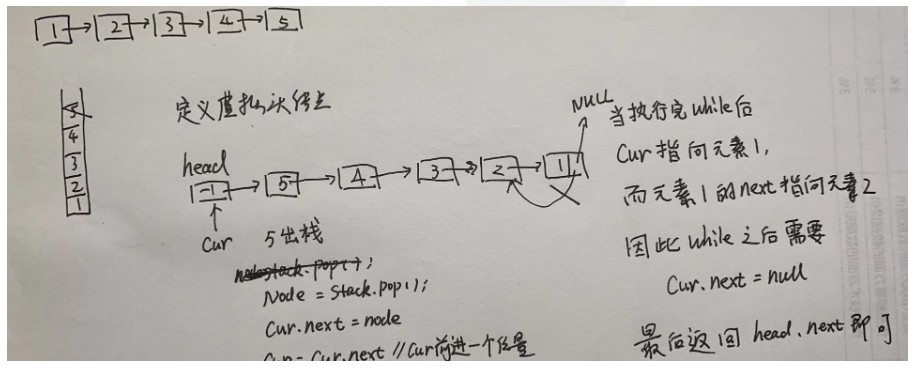 1 → 2 → 3 → 4 → 5
定义虚拟头结点
5
4
3
2
1
head
-1 → 5 → 4 → 3 → 2 → 1
NULL
cur
5出栈
Node = Stack.pop();
Cur.next = node
Cur = Cur.next //Cur前进一个位置
当执行完while后
Cur指向元素1,
而元素1的next指向元素2
因此while之后需要
Cur.next = null
最后返回 head.next 即可